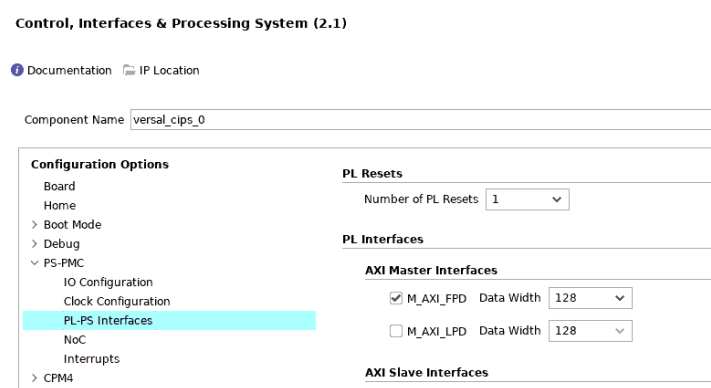 Control, Interfaces & Processing System (2.1)
Documentation IP Location
Component Name versal_cips_0
Configuration Options
Board
Home
Boot Mode
Debug
PS-PMC
IO Configuration
Clock Configuration
PL-PS Interfaces
NoC
Interrupts
CPM4
PL Resets
Number of PL Resets 1
PL Interfaces
AXI Master Interfaces
M_AXI_FPD Data Width 128
M_AXI_LPD Data Width 128
AXI Slave Interfaces